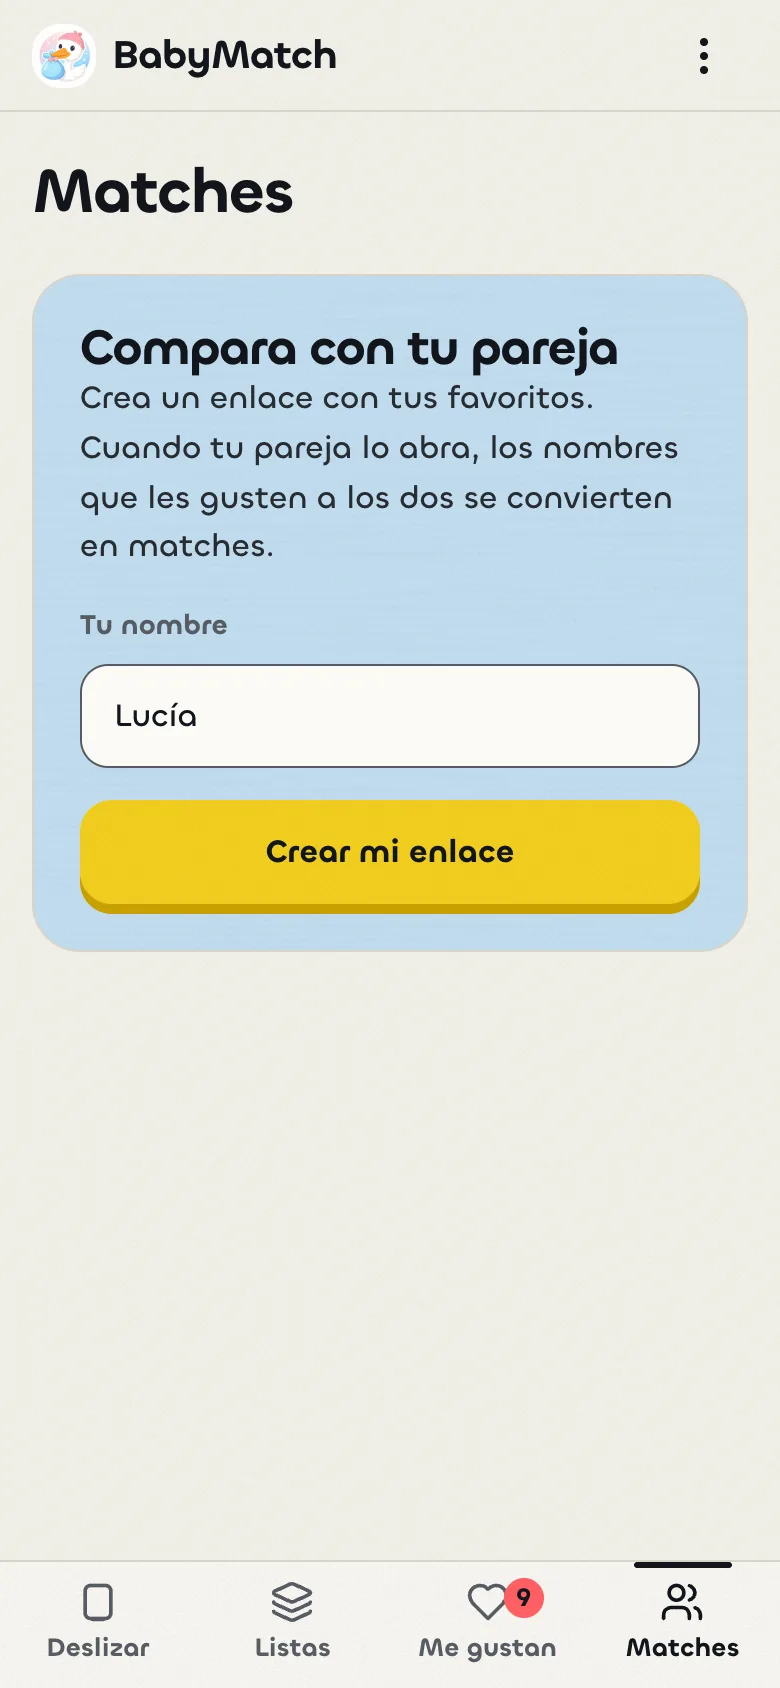 BabyMatch
Matches
Compara con tu pareja
Crea un enlace con tus favoritos.
Cuando tu pareja lo abra, los nombres
que les gusten a los dos se convierten
en matches.
Tu nombre
Lucía
Crear mi enlace
9
Deslizar
Listas
Me gustan
Matches